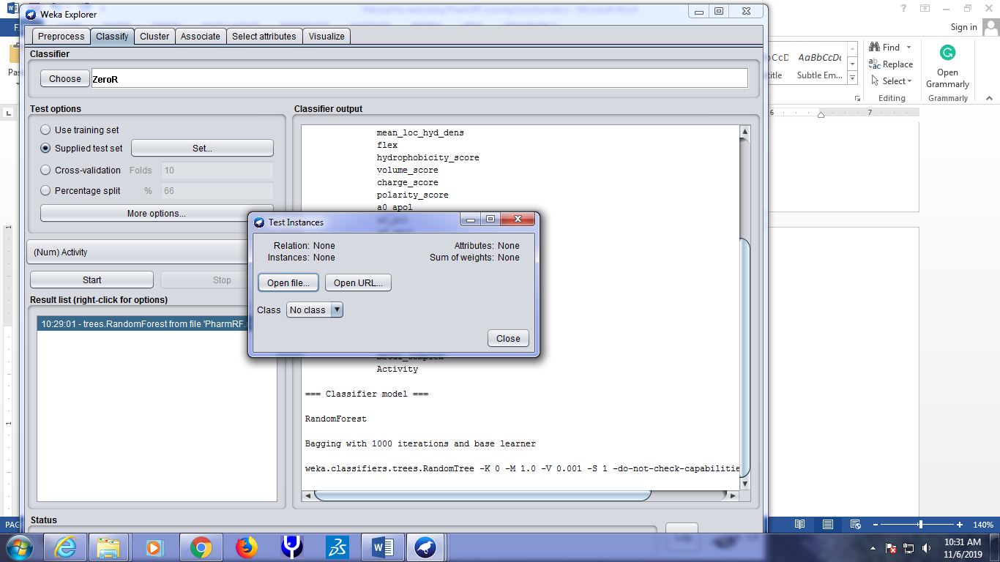 Weka Explorer
Sign in
Preprocess
Classify
Cluster
Associate
Select attributes
Visualize
Classifier
Choose
ZeroR
Test options
Use training set
Supplied test set
Set...
Cross-validation Folds 10
Percentage split % 66
More options...
(Num) Activity
Start
Stop
Result list (right-click for options)
10:29:01 - trees.RandomForest from file 'PharmRF.
Classifier output
mean_loc_hyd_dens
flex
hydrophobicity_score
volume_score
charge_score
polarity_score
a0 apol
Test Instances
Relation: None
Attributes: None
Instances: None
Sum of weights: None
Open file...
Open URL...
Class
No class
Close
Activity
=== Classifier model ===
RandomForest
Bagging with 1000 iterations and base learner
weka.classifiers.trees.RandomTree -K 0 -M 1.0 -V 0.001 -S 1 -do-not-check-capabilitie
Status
AaBbCcDc
Subtle Em...
Find
Replace
Select
Editing
Open
Grammarly
Grammarly
6
7
1
1
140%
10:31 AM
11/6/2019